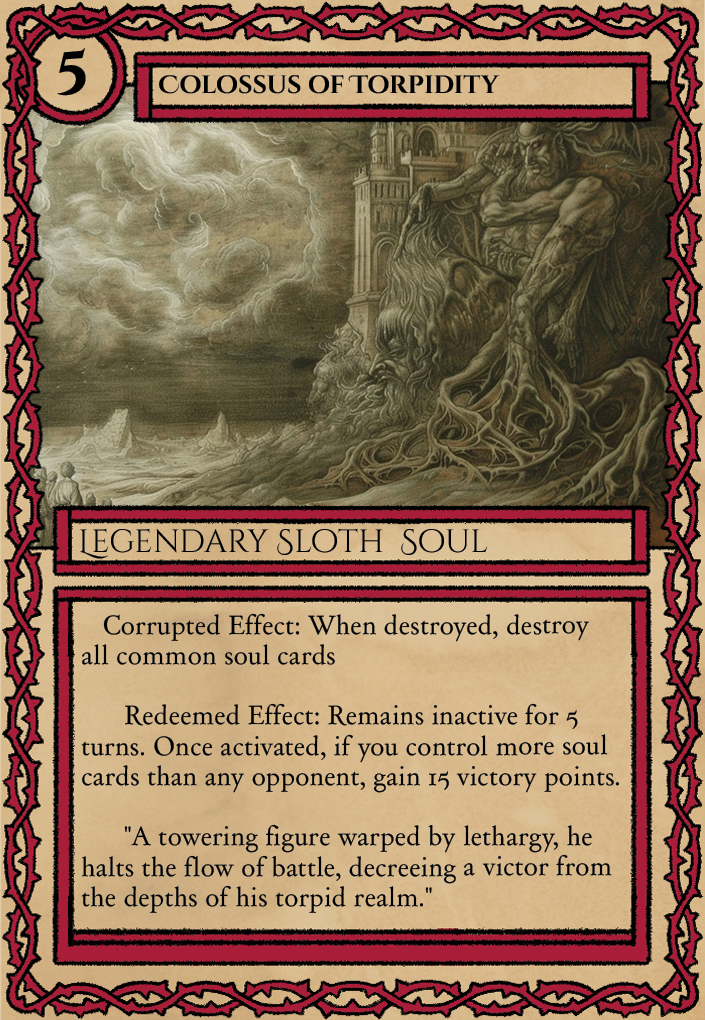 5
Colossus of Torpidity
Legendary Sloth Soul
Corrupted Effect: When destroyed, destroy
all common soul cards
Redeemed Effect: Remains inactive for 5
turns. Once activated, if you control more soul
cards than any opponent, gain 15 victory points.
"A towering figure warped by lethargy, he
halts the flow of battle, decreeing a victor from
the depths of his torpid realm."